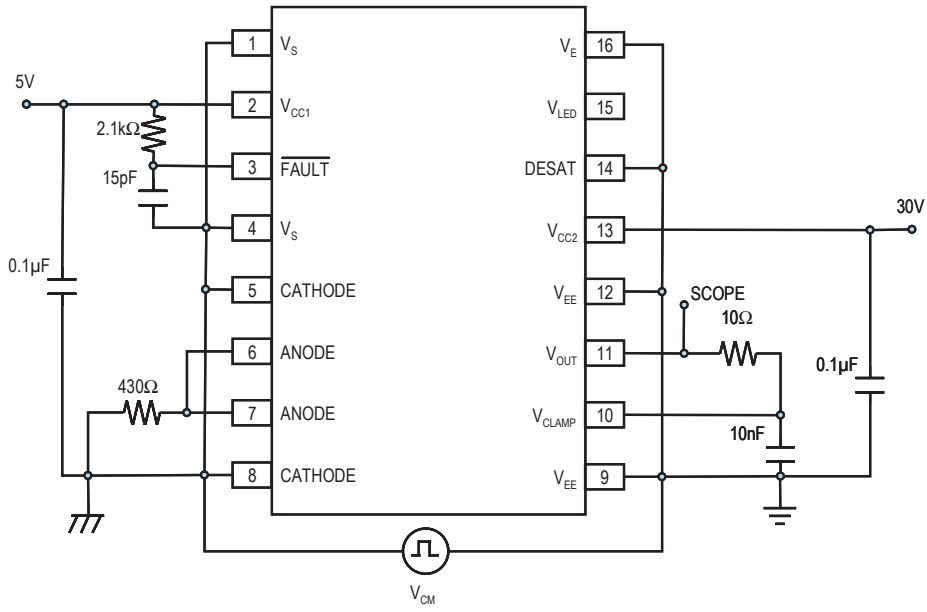 1 V_S
V_E 16
5V
2 V_CC1
V_LED 15
2.1kΩ
3 F̅A̅U̅L̅T̅
DESAT 14
15pF
4 V_S
V_CC2 13
30V
0.1µF
5 CATHODE
V_EE 12
SCOPE
10Ω
6 ANODE
V_OUT 11
0.1µF
430Ω
7 ANODE
V_CLAMP 10
10nF
8 CATHODE
V_EE 9
V_CM